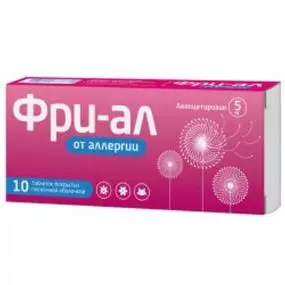 Фри-ал
от аллергии
Левоцетиризин 5 мг
10 таблеток, покрытых
пленочной оболочкой